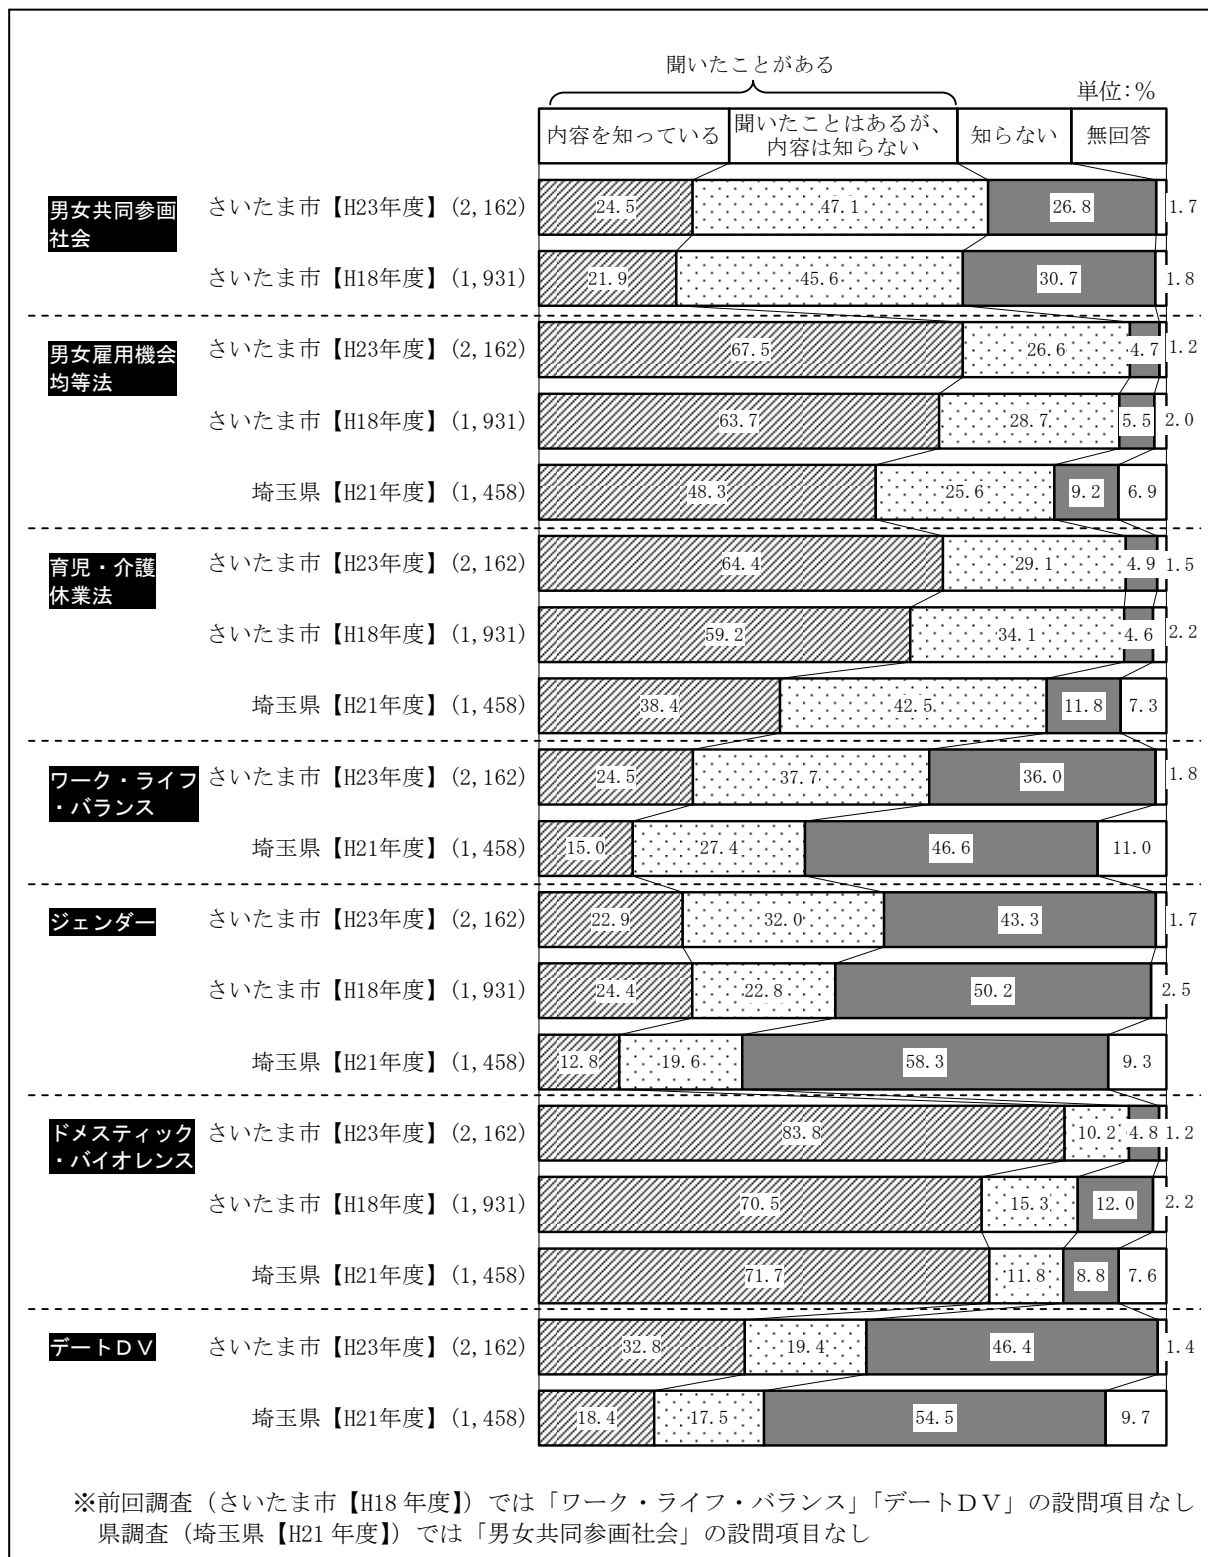 聞いたことがある
単位:%
内容を知っている
聞いたことはあるが、
内容は知らない
知らない
無回答
男女共同参画
社会
さいたま市【H23年度】(2,162)
24.5 47.1 26.8 1.7
さいたま市【H18年度】(1,931)
21.9 45.6 30.7 1.8
男女雇用機会
均等法
さいたま市【H23年度】(2,162)
67.5 26.6 4.7 1.2
さいたま市【H18年度】(1,931)
63.7 28.7 5.5 2.0
埼玉県【H21年度】(1,458)
48.3 25.6 9.2 6.9
育児・介護
休業法
さいたま市【H23年度】(2,162)
64.4 29.1 4.9 1.5
さいたま市【H18年度】(1,931)
59.2 34.1 4.6 2.2
埼玉県【H21年度】(1,458)
38.4 42.5 11.8 7.3
ワーク・ライフ
・バランス
さいたま市【H23年度】(2,162)
24.5 37.7 36.0 1.8
埼玉県【H21年度】(1,458)
15.0 27.4 46.6 11.0
ジェンダー
さいたま市【H23年度】(2,162)
22.9 32.0 43.3 1.7
さいたま市【H18年度】(1,931)
24.4 22.8 50.2 2.5
埼玉県【H21年度】(1,458)
12.8 19.6 58.3 9.3
ドメスティック
・バイオレンス
さいたま市【H23年度】(2,162)
83.8 10.2 4.8 1.2
さいたま市【H18年度】(1,931)
70.5 15.3 12.0 2.2
埼玉県【H21年度】(1,458)
71.7 11.8 8.8 7.6
デートDV
さいたま市【H23年度】(2,162)
32.8 19.4 46.4 1.4
埼玉県【H21年度】(1,458)
18.4 17.5 54.5 9.7
※前回調査(さいたま市【H18年度】)では「ワーク・ライフ・バランス」「デートDV」の設問項目なし
県調査(埼玉県【H21年度】)では「男女共同参画社会」の設問項目なし